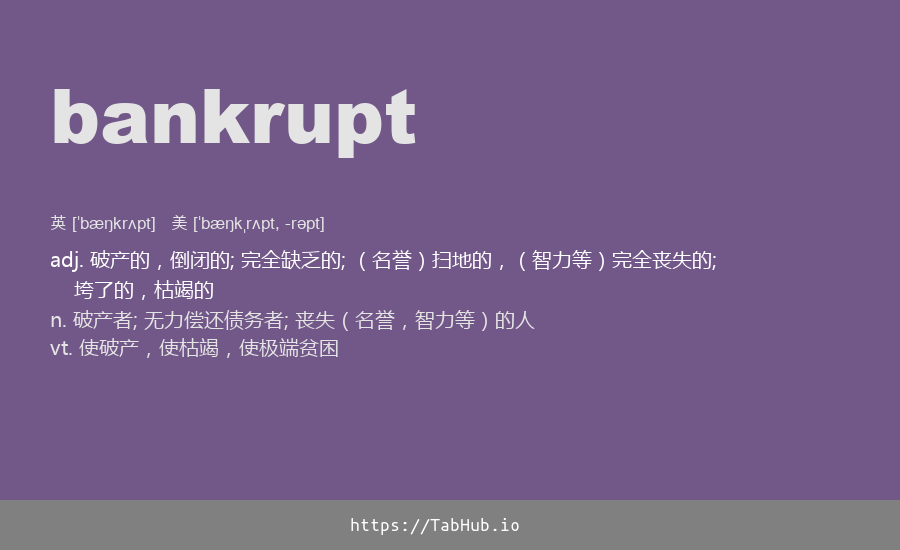 bankrupt
英 [ˈbæŋkrʌpt] 美 [ˈbæŋkˌrʌpt, -rəpt]
adj. 破产的，倒闭的; 完全缺乏的; （名誉）扫地的，（智力等）完全丧失的;
垮了的，枯竭的
n. 破产者; 无力偿还债务者; 丧失（名誉，智力等）的人
vt. 使破产，使枯竭，使极端贫困
https://TabHub.io